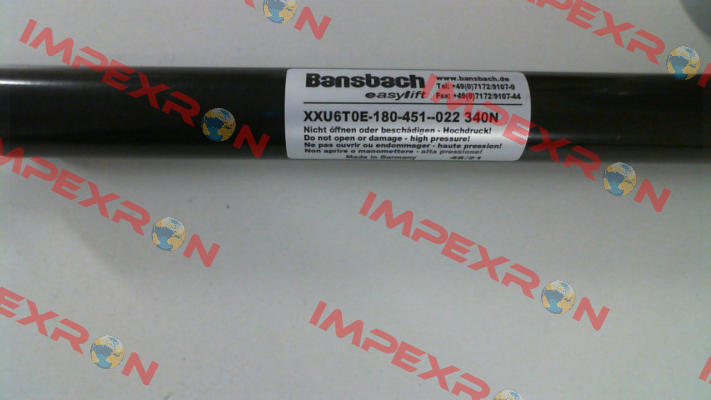 Bansbach
easylift
www.bansbach.de
Tel: +49(0)7172/9107-0
Fax: +49(0)7172/9107-44
XXU6T0E-180-451--022 340N
Nicht öffnen oder beschädigen - Hochdruck!
Do not open or damage - high pressure!
Ne pas ouvrir ou endommager - haute pression!
Non aprire o manomettere - alta pressione!
Made in Germany 46/21
IMPEXRON
IMPEXRON
IMPEXRON
IMPEXRON
IMPEXRON
IMPEXRON